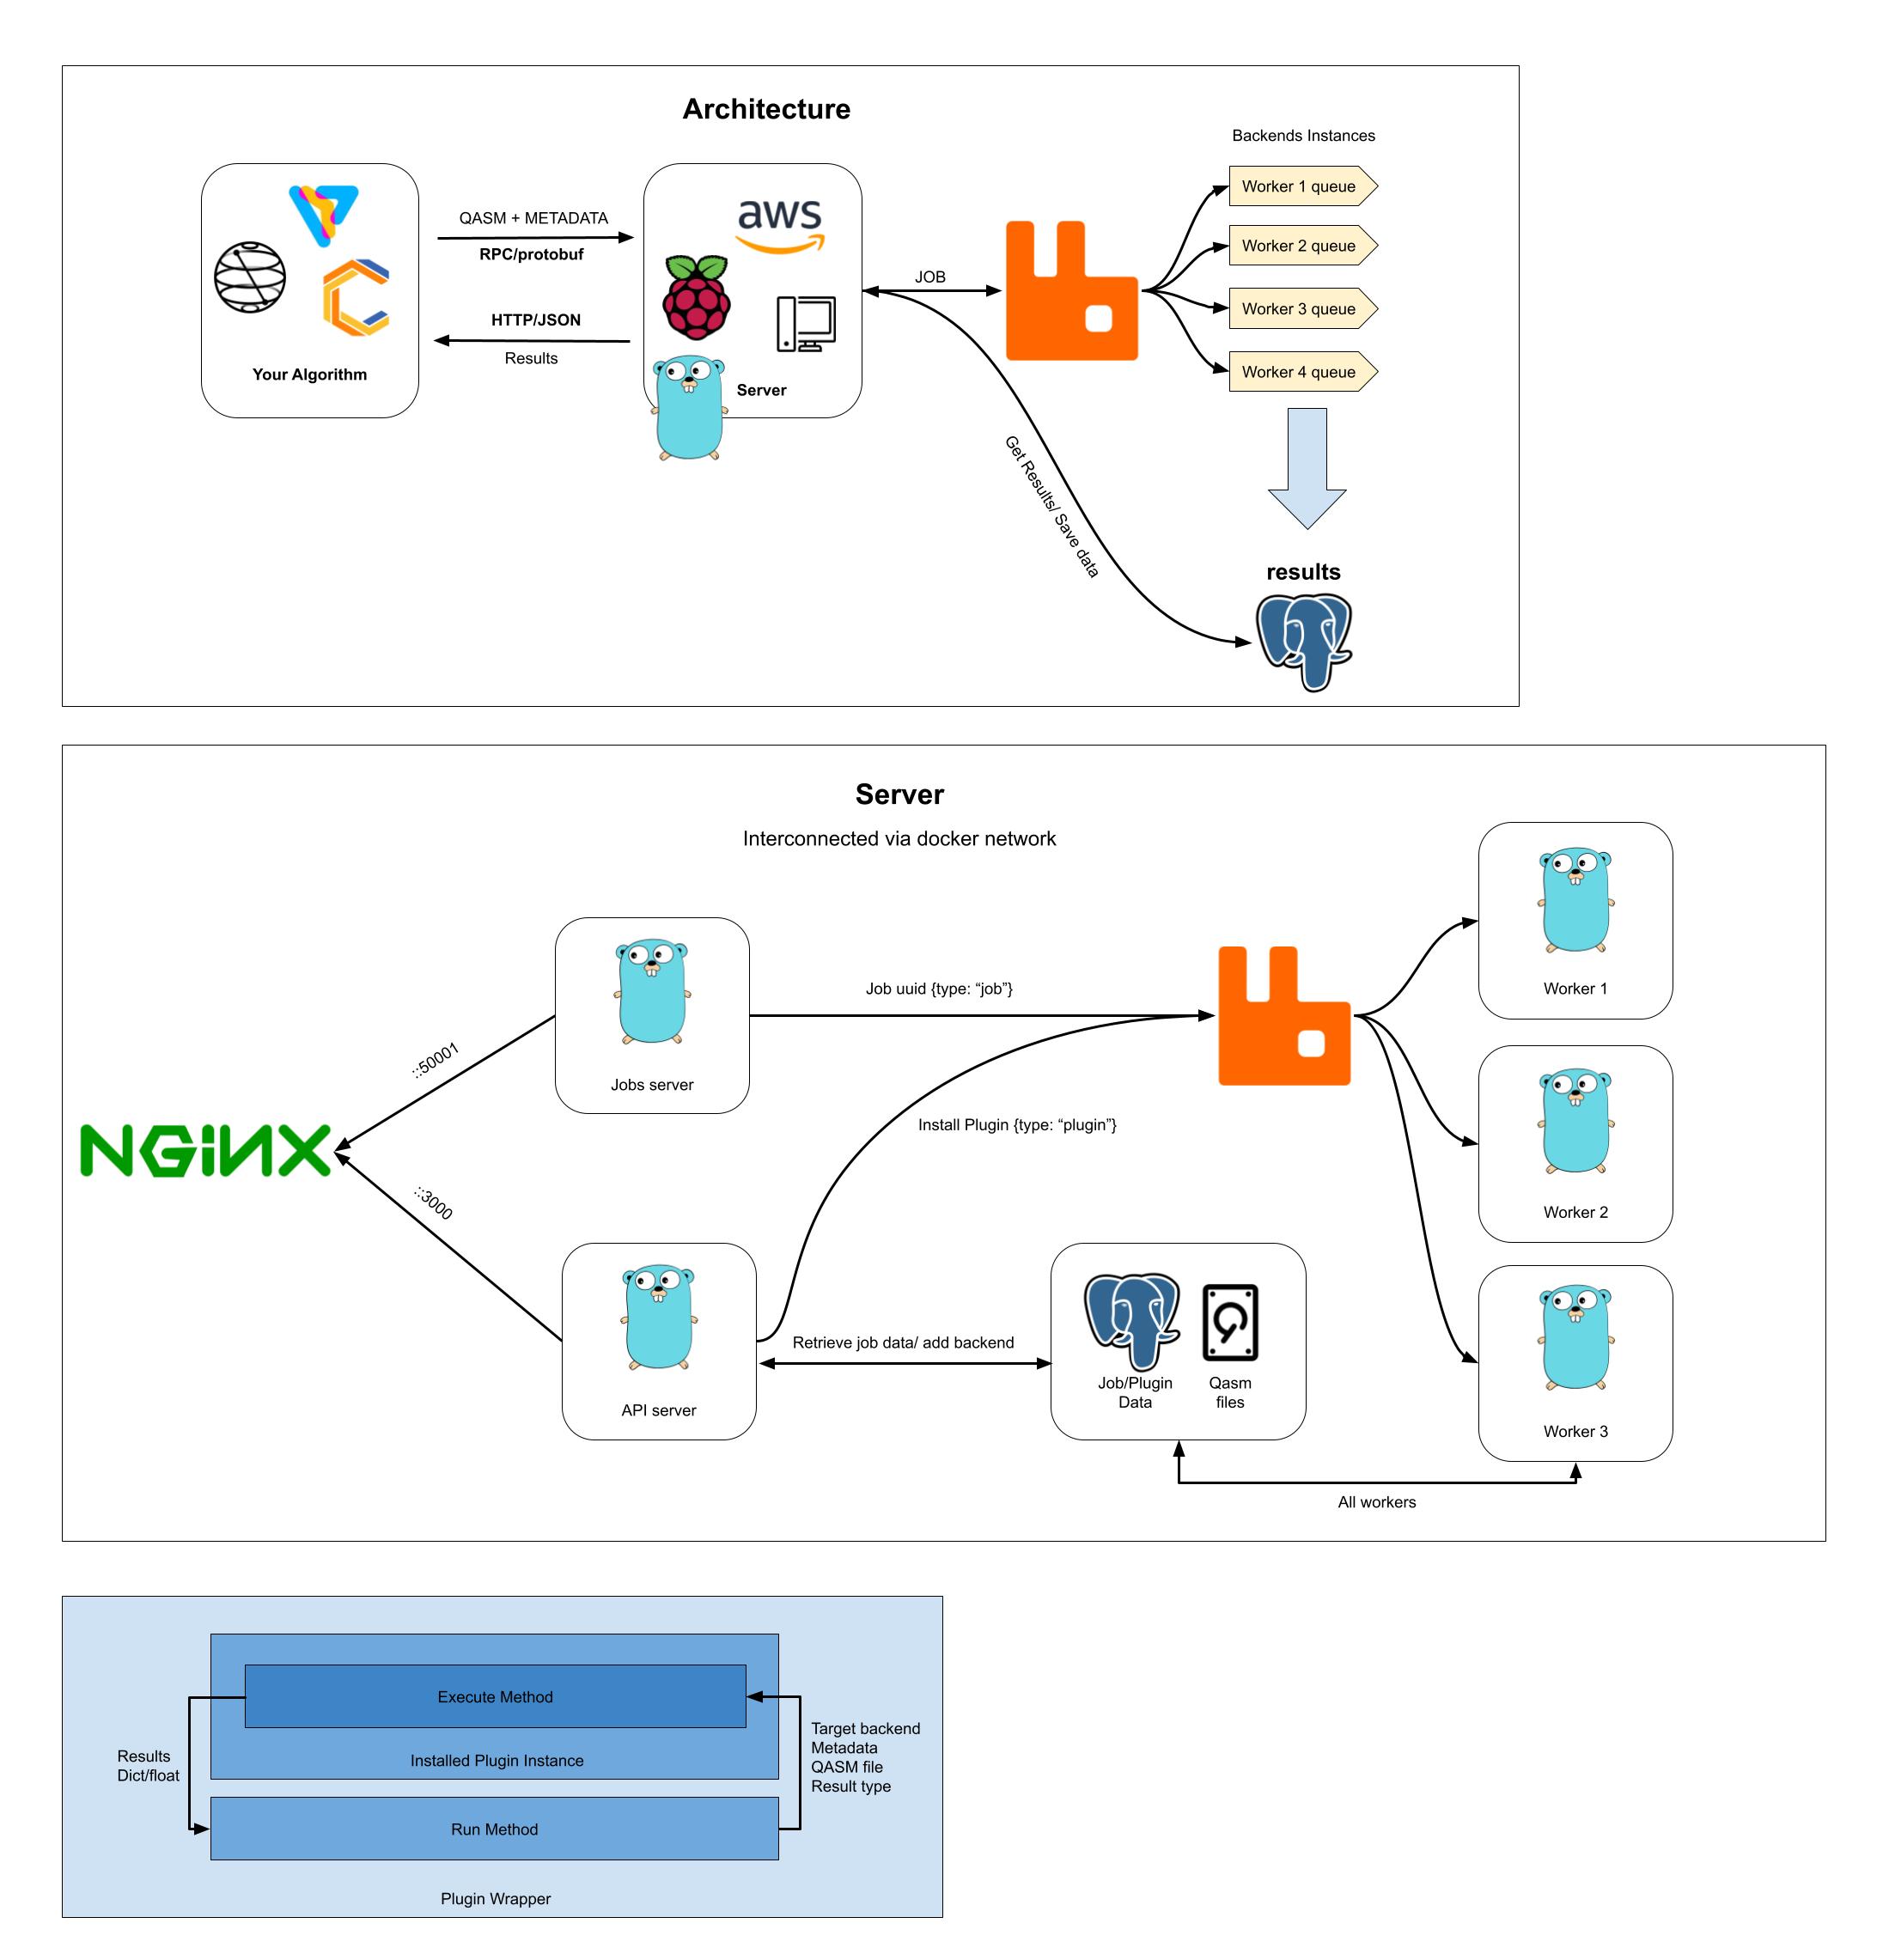 Architecture
Backends Instances
Worker 1 queue
Worker 2 queue
Worker 3 queue
Worker 4 queue
QASM + METADATA
RPC/protobuf
HTTP/JSON
Results
Your Algorithm
aws
Server
JOB
Get Results/ Save data
results
Server
Interconnected via docker network
Worker 1
Job uuid {type: “job”}
Jobs server
::50001
NGINX
Install Plugin {type: “plugin”}
Worker 2
::3000
API server
Retrieve job data/ add backend
Job/Plugin
Data
Qasm
files
Worker 3
All workers
Execute Method
Installed Plugin Instance
Results
Dict/float
Target backend
Metadata
QASM file
Result type
Run Method
Plugin Wrapper